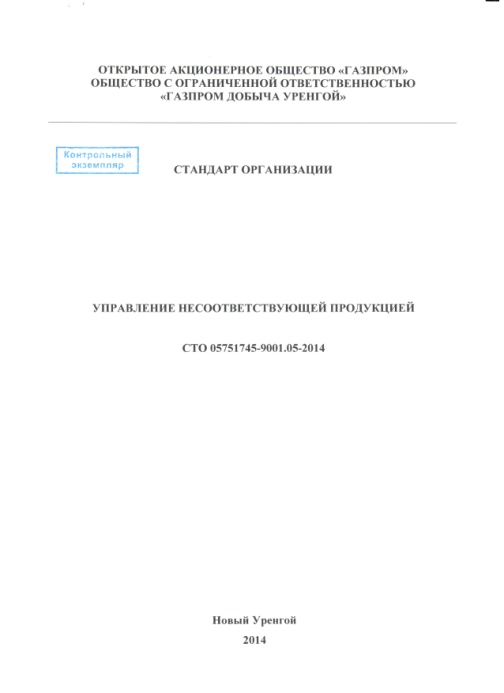 ОТКРЫТОЕ АКЦИОНЕРНОЕ ОБЩЕСТВО «ГАЗПРОМ»
ОБЩЕСТВО С ОГРАНИЧЕННОЙ ОТВЕТСТВЕННОСТЬЮ
«ГАЗПРОМ ДОБЫЧА УРЕНГОЙ»
Контрольный
экземпляр
СТАНДАРТ ОРГАНИЗАЦИИ
УПРАВЛЕНИЕ НЕСООТВЕТСТВУЮЩЕЙ ПРОДУКЦИЕЙ
СТО 05751745-9001.05-2014
Новый Уренгой
2014